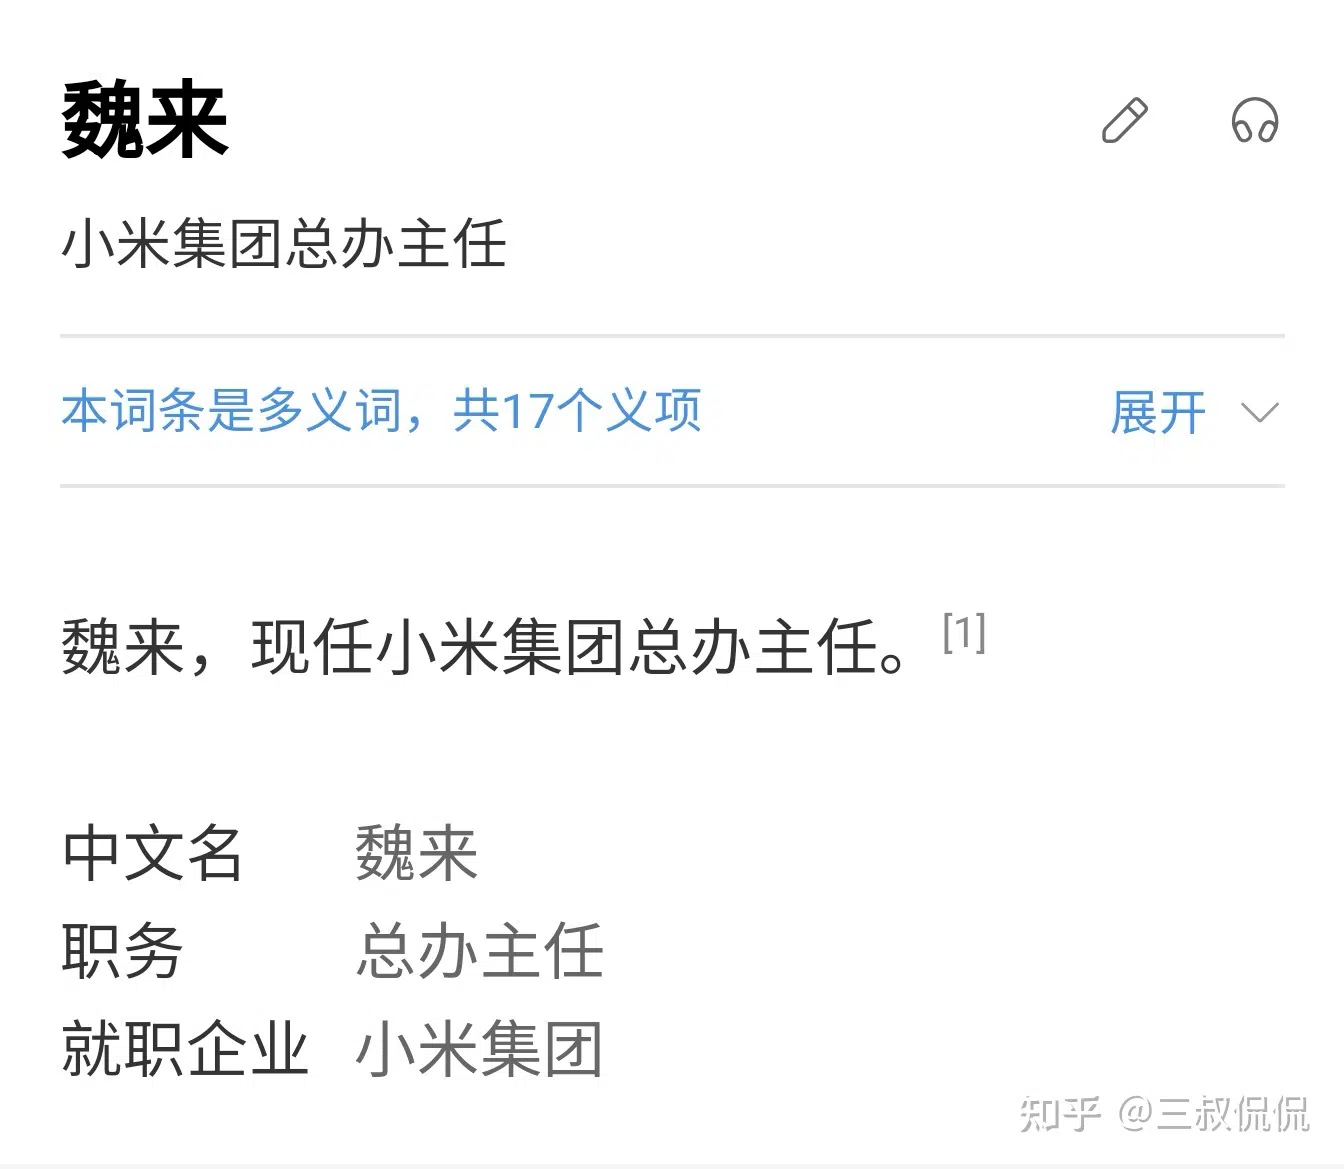 魏来
小米集团总办主任
本词条是多义词，共17个义项 展开
魏来，现任小米集团总办主任。[1]
中文名 魏来
职务 总办主任
就职企业 小米集团
知乎 @三叔侃侃